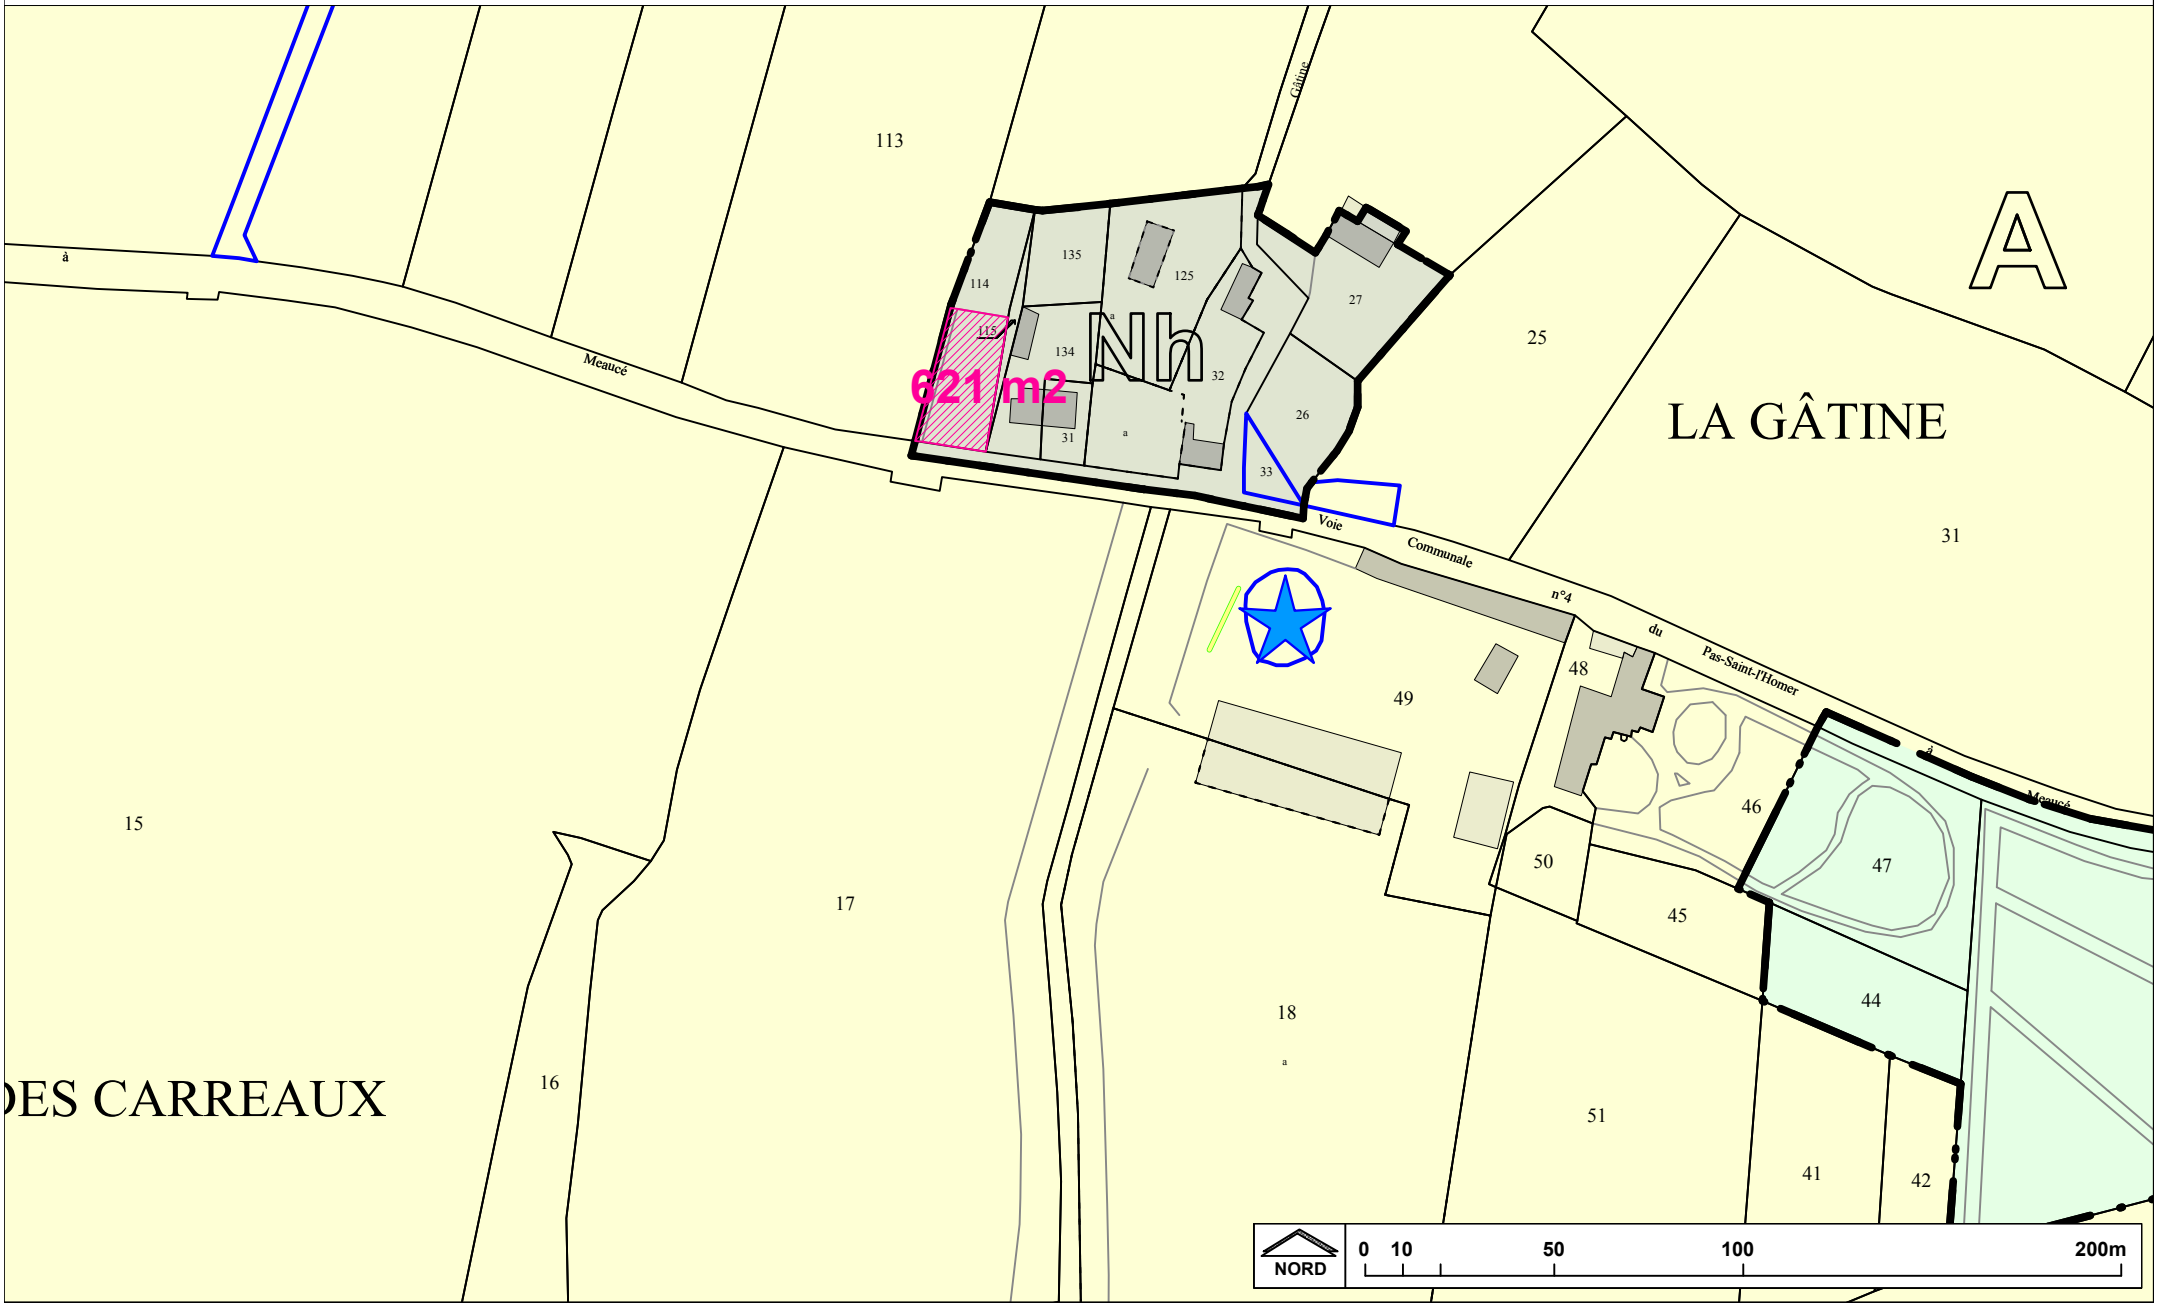 Gâtine
113
A
à
135
114
125
27
a
115
25
Nh
134
Meaucé
32
621 m2
LA GÂTINE
26
31
a
33
Voie
Communale
31
n°4
du
48
Pas-Saint-l'Homer
49
à
Meaucé
46
15
50
47
17
45
44
18
a
16
DES CARREAUX
51
41
42
NORD
0 10 50 100 200m